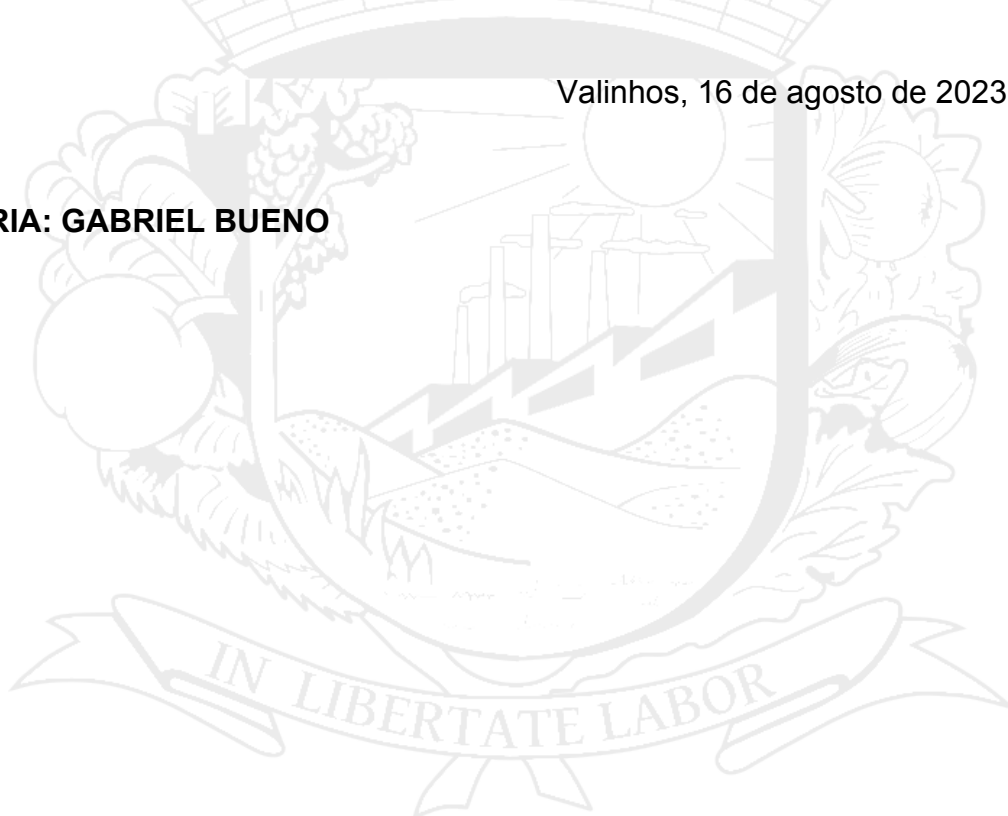 Valinhos, 16 de agosto de 2023
RIA: GABRIEL BUENO
IN LIBERTATE LABOR